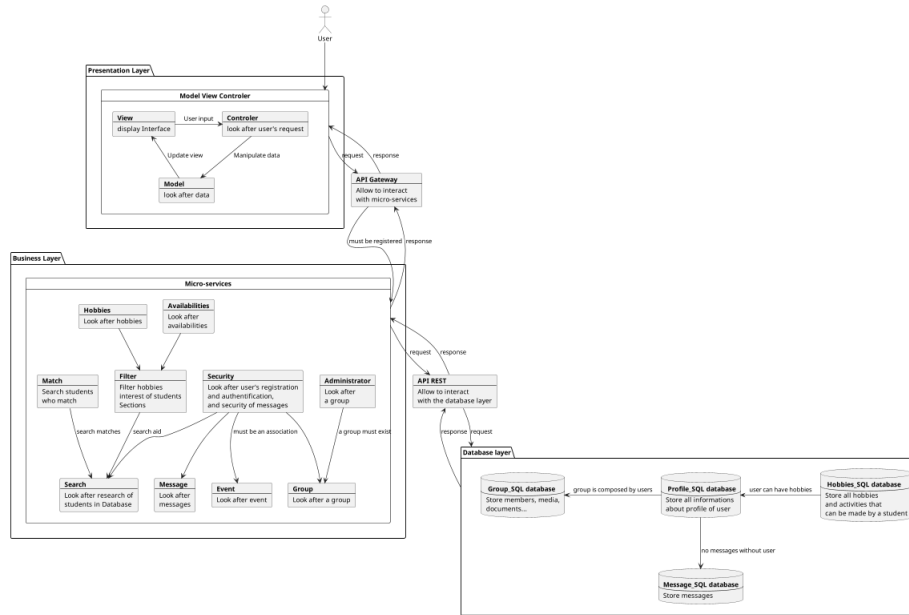 User
Presentation Layer
Model View Controler
View
display Interface
User input
Controler
look after user's request
Update view
Manipulate data
Model
look after data
request
response
API Gateway
Allow to interact
with micro-services
must be registered
response
Business Layer
Micro-services
Hobbies
Look after hobbies
Availabilities
Look after
availabilities
Match
Search students
who match
Filter
Filter hobbies
interest of students
Sections
Security
Look after user's registration
and authentification,
and security of messages
Administrator
Look after
a group
request
response
API REST
Allow to interact
with the database layer
search matches
search aid
must be an association
a group must exist
response
request
Search
Look after research of
students in Database
Message
Look after
messages
Event
Look after event
Group
Look after a group
Database layer
Group_SQL database
Store members, media,
documents...
group is composed by users
Profile_SQL database
Store all informations
about profile of user
user can have hobbies
Hobbies_SQL database
Store all hobbies
and activities that
can be made by a student
no messages without user
Message_SQL database
Store messages